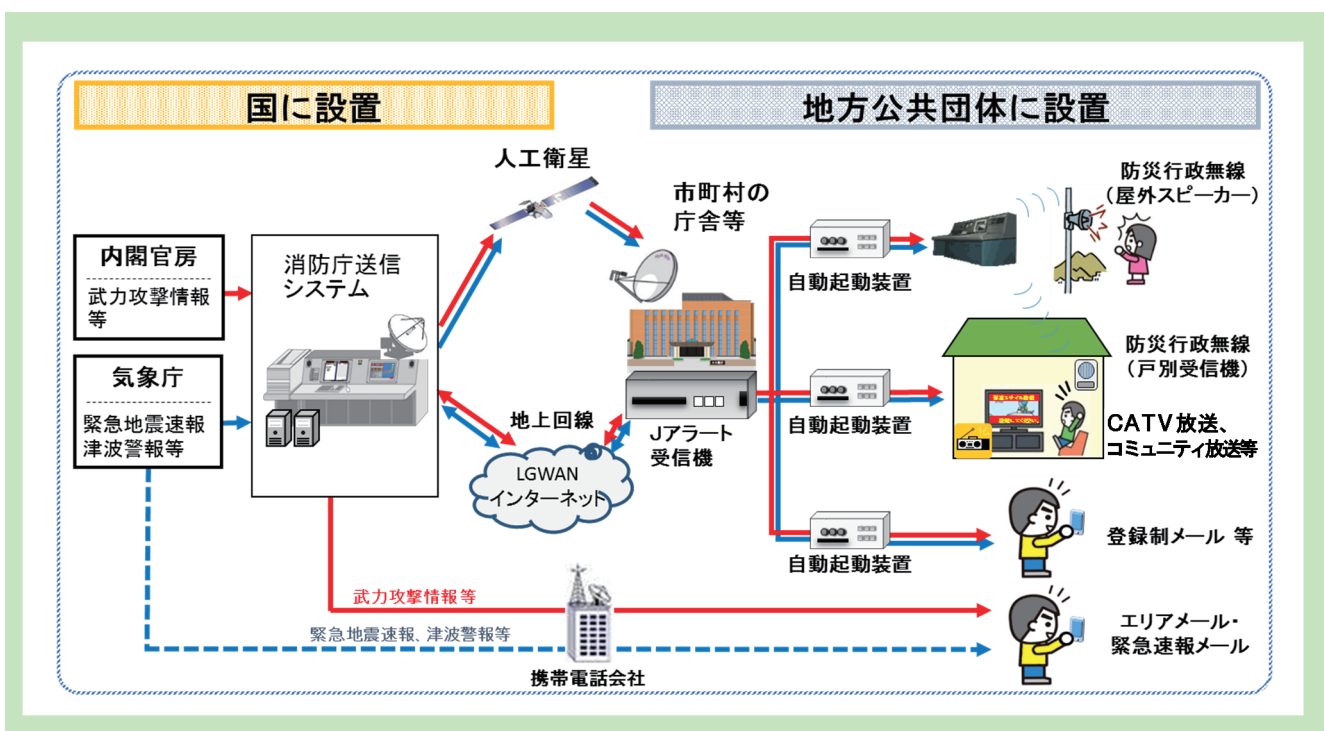 国に設置
地方公共団体に設置
人工衛星
市町村の
庁舎等
防災行政無線
(屋外スピーカー)
内閣官房
武力攻撃情報
等
消防庁送信
システム
自動起動装置
気象庁
緊急地震速報
津波警報等
防災行政無線
(戸別受信機)
地上回線
Jアラート
受信機
自動起動装置
CATV放送、
コミュニティ放送等
LGWAN
インターネット
登録制メール 等
自動起動装置
武力攻撃情報等
緊急地震速報、津波警報等
エリアメール・
緊急速報メール
携帯電話会社